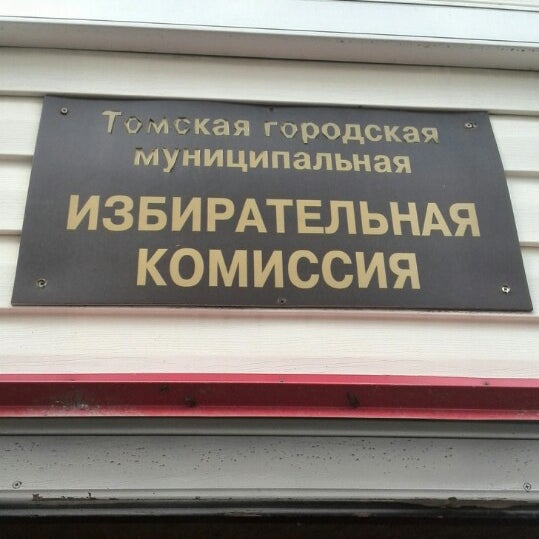 Томская городская
муниципальная
ИЗБИРАТЕЛЬНАЯ
КОМИССИЯ